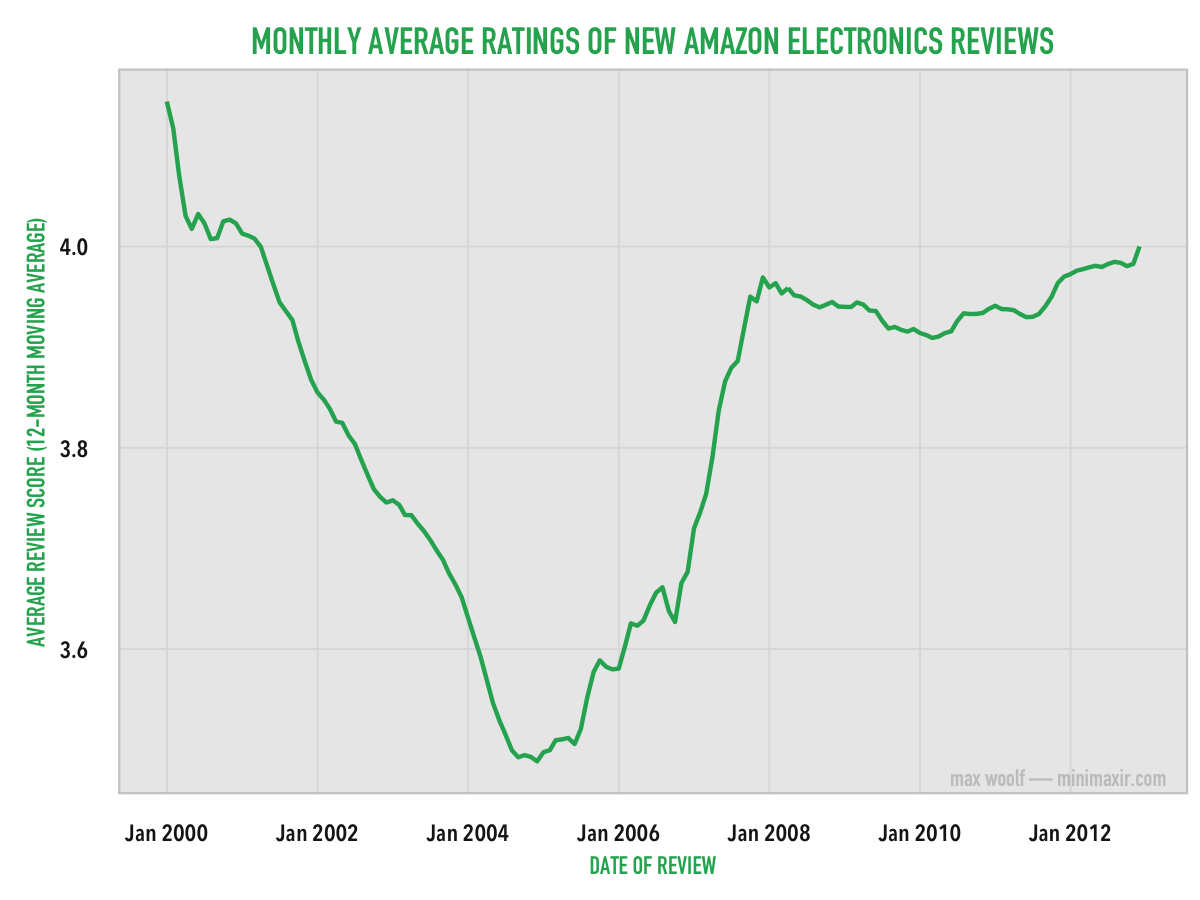 MONTHLY AVERAGE RATINGS OF NEW AMAZON ELECTRONICS REVIEWS
AVERAGE REVIEW SCORE (12-MONTH MOVING AVERAGE)
4.0
3.8
3.6
max woolf — minimaxir.com
Jan 2000 Jan 2002 Jan 2004 Jan 2006 Jan 2008 Jan 2010 Jan 2012
DATE OF REVIEW